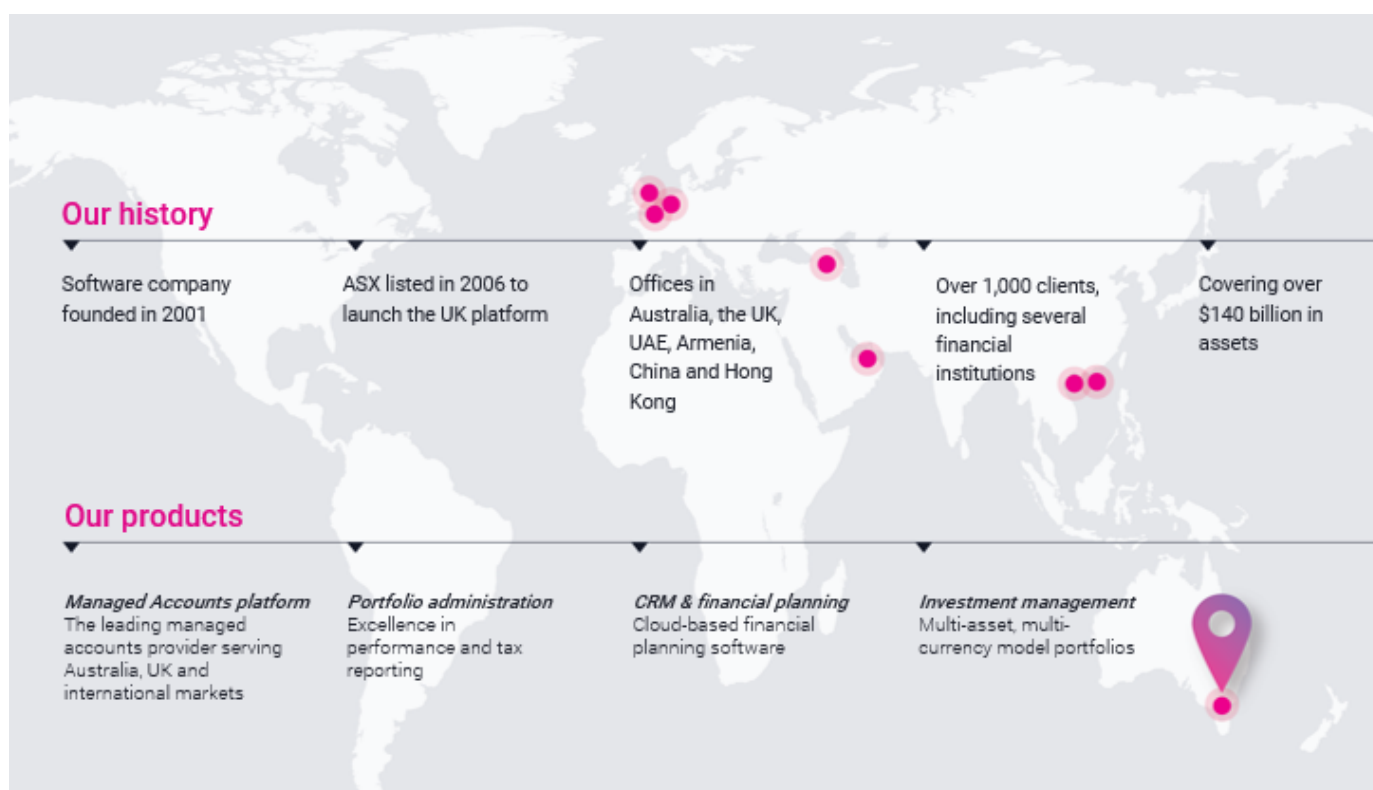 Our history
Software company
founded in 2001
ASX listed in 2006 to
launch the UK platform
Offices in
Australia, the UK,
UAE, Armenia,
China and Hong
Kong
Over 1,000 clients,
including several
financial
institutions
Covering over
$140 billion in
assets
Our products
Managed Accounts platform
The leading managed
accounts provider serving
Australia, UK and
international markets
Portfolio administration
Excellence in
performance and tax
reporting
CRM & financial planning
Cloud-based financial
planning software
Investment management
Multi-asset, multi-
currency model portfolios